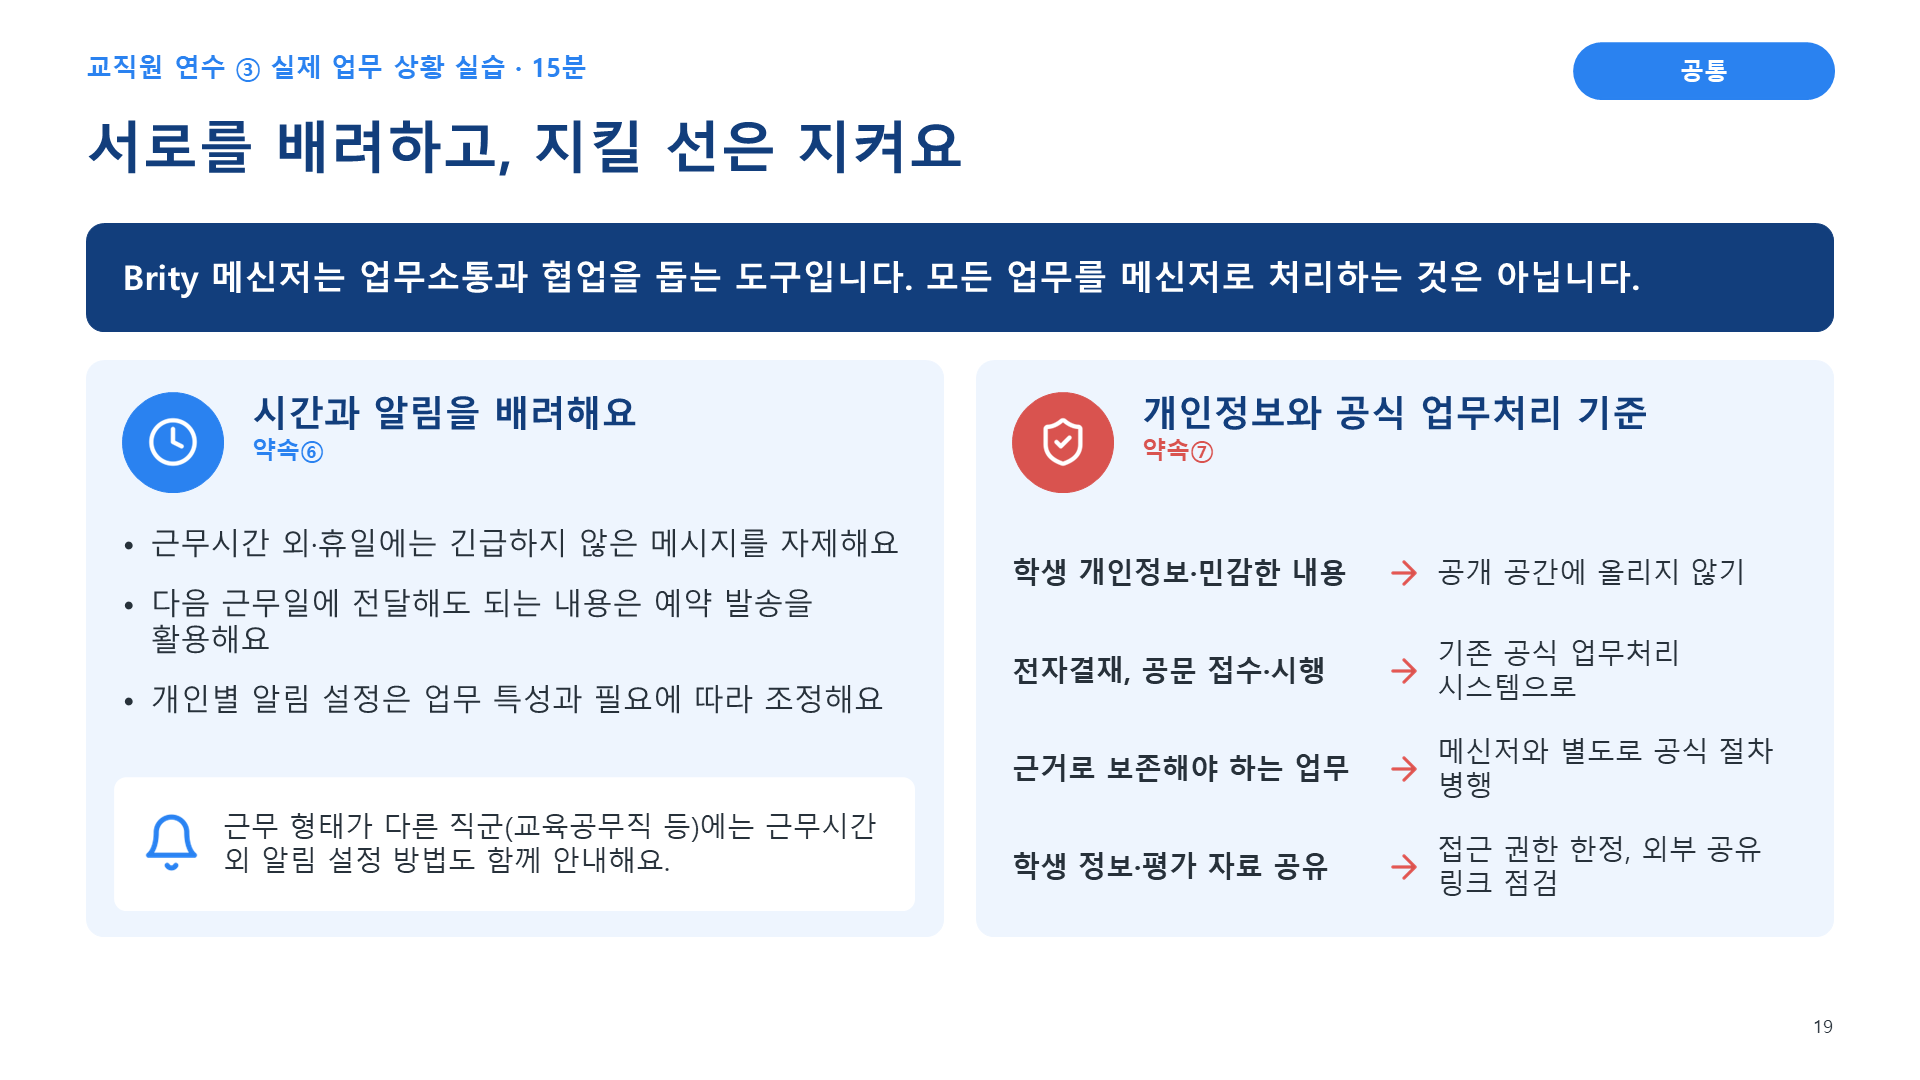 교직원 연수 ③ 실제 업무 상황 실습 · 15분
공통
서로를 배려하고, 지킬 선은 지켜요
Brity 메신저는 업무소통과 협업을 돕는 도구입니다. 모든 업무를 메신저로 처리하는 것은 아닙니다.
시간과 알림을 배려해요
약속⑥
• 근무시간 외·휴일에는 긴급하지 않은 메시지를 자제해요
• 다음 근무일에 전달해도 되는 내용은 예약 발송을
활용해요
• 개인별 알림 설정은 업무 특성과 필요에 따라 조정해요
근무 형태가 다른 직군(교육공무직 등)에는 근무시간
외 알림 설정 방법도 함께 안내해요.
개인정보와 공식 업무처리 기준
약속⑦
학생 개인정보·민감한 내용 → 공개 공간에 올리지 않기
전자결재, 공문 접수·시행 → 기존 공식 업무처리
시스템으로
근거로 보존해야 하는 업무 → 메신저와 별도로 공식 절차
병행
학생 정보·평가 자료 공유 → 접근 권한 한정, 외부 공유
링크 점검
19